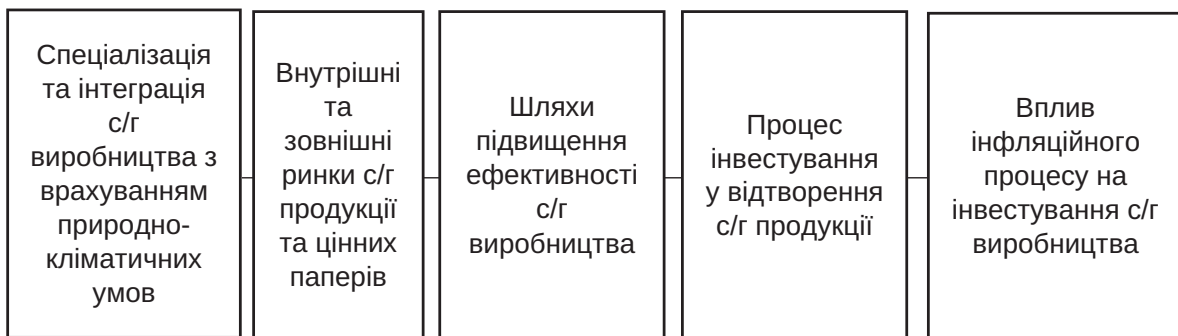 Спеціалізація
та інтеграція
с/г
виробництва з
врахуванням
природно-
кліматичних
умов
Внутрішні
та
зовнішні
ринки с/г
продукції
та цінних
паперів
Шляхи
підвищення
ефективності
с/г
виробництва
Процес
інвестування
у відтворення
с/г продукції
Вплив
інфляційного
процесу на
інвестування с/г
виробництва